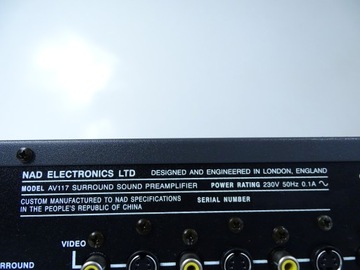 NAD ELECTRONICS LTD DESIGNED AND ENGINEERED IN LONDON, ENGLAND
MODEL AV117 SURROUND SOUND PREAMPLIFIER POWER RATING 230V 50Hz 0.1A ~
CUSTOM MANUFACTURED TO NAD SPECIFICATIONS SERIAL NUMBER
IN THE PEOPLE'S REPUBLIC OF CHINA
VIDEO
L